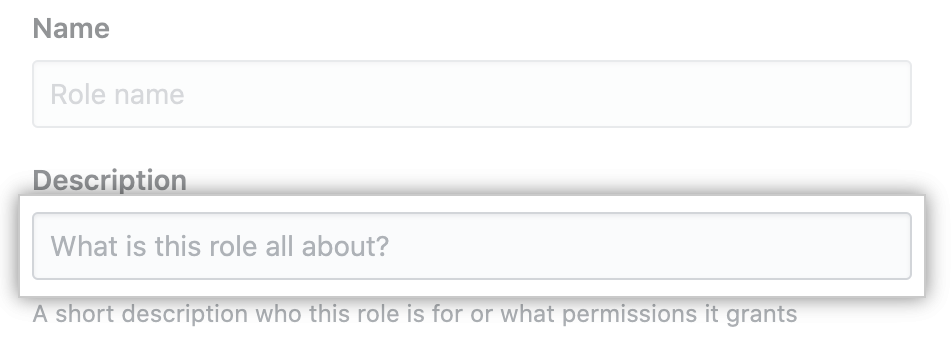 Name
Role name
Description
What is this role all about?
A short description who this role is for or what permissions it grants